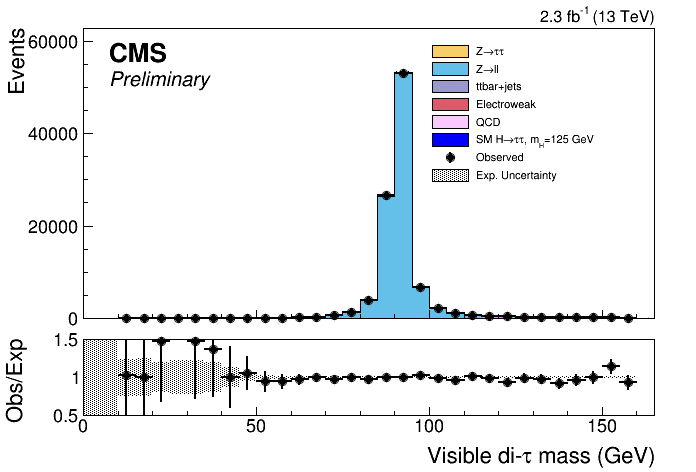 2.3 fb⁻¹ (13 TeV)
Events
60000
40000
20000
0
CMS
Preliminary
Z→ττ
Z→ll
ttbar+jets
Electroweak
QCD
SM H→ττ, m_H=125 GeV
Observed
Exp. Uncertainty
Obs/Exp
1.5
1
0.5
0 50 100 150
Visible di-τ mass (GeV)